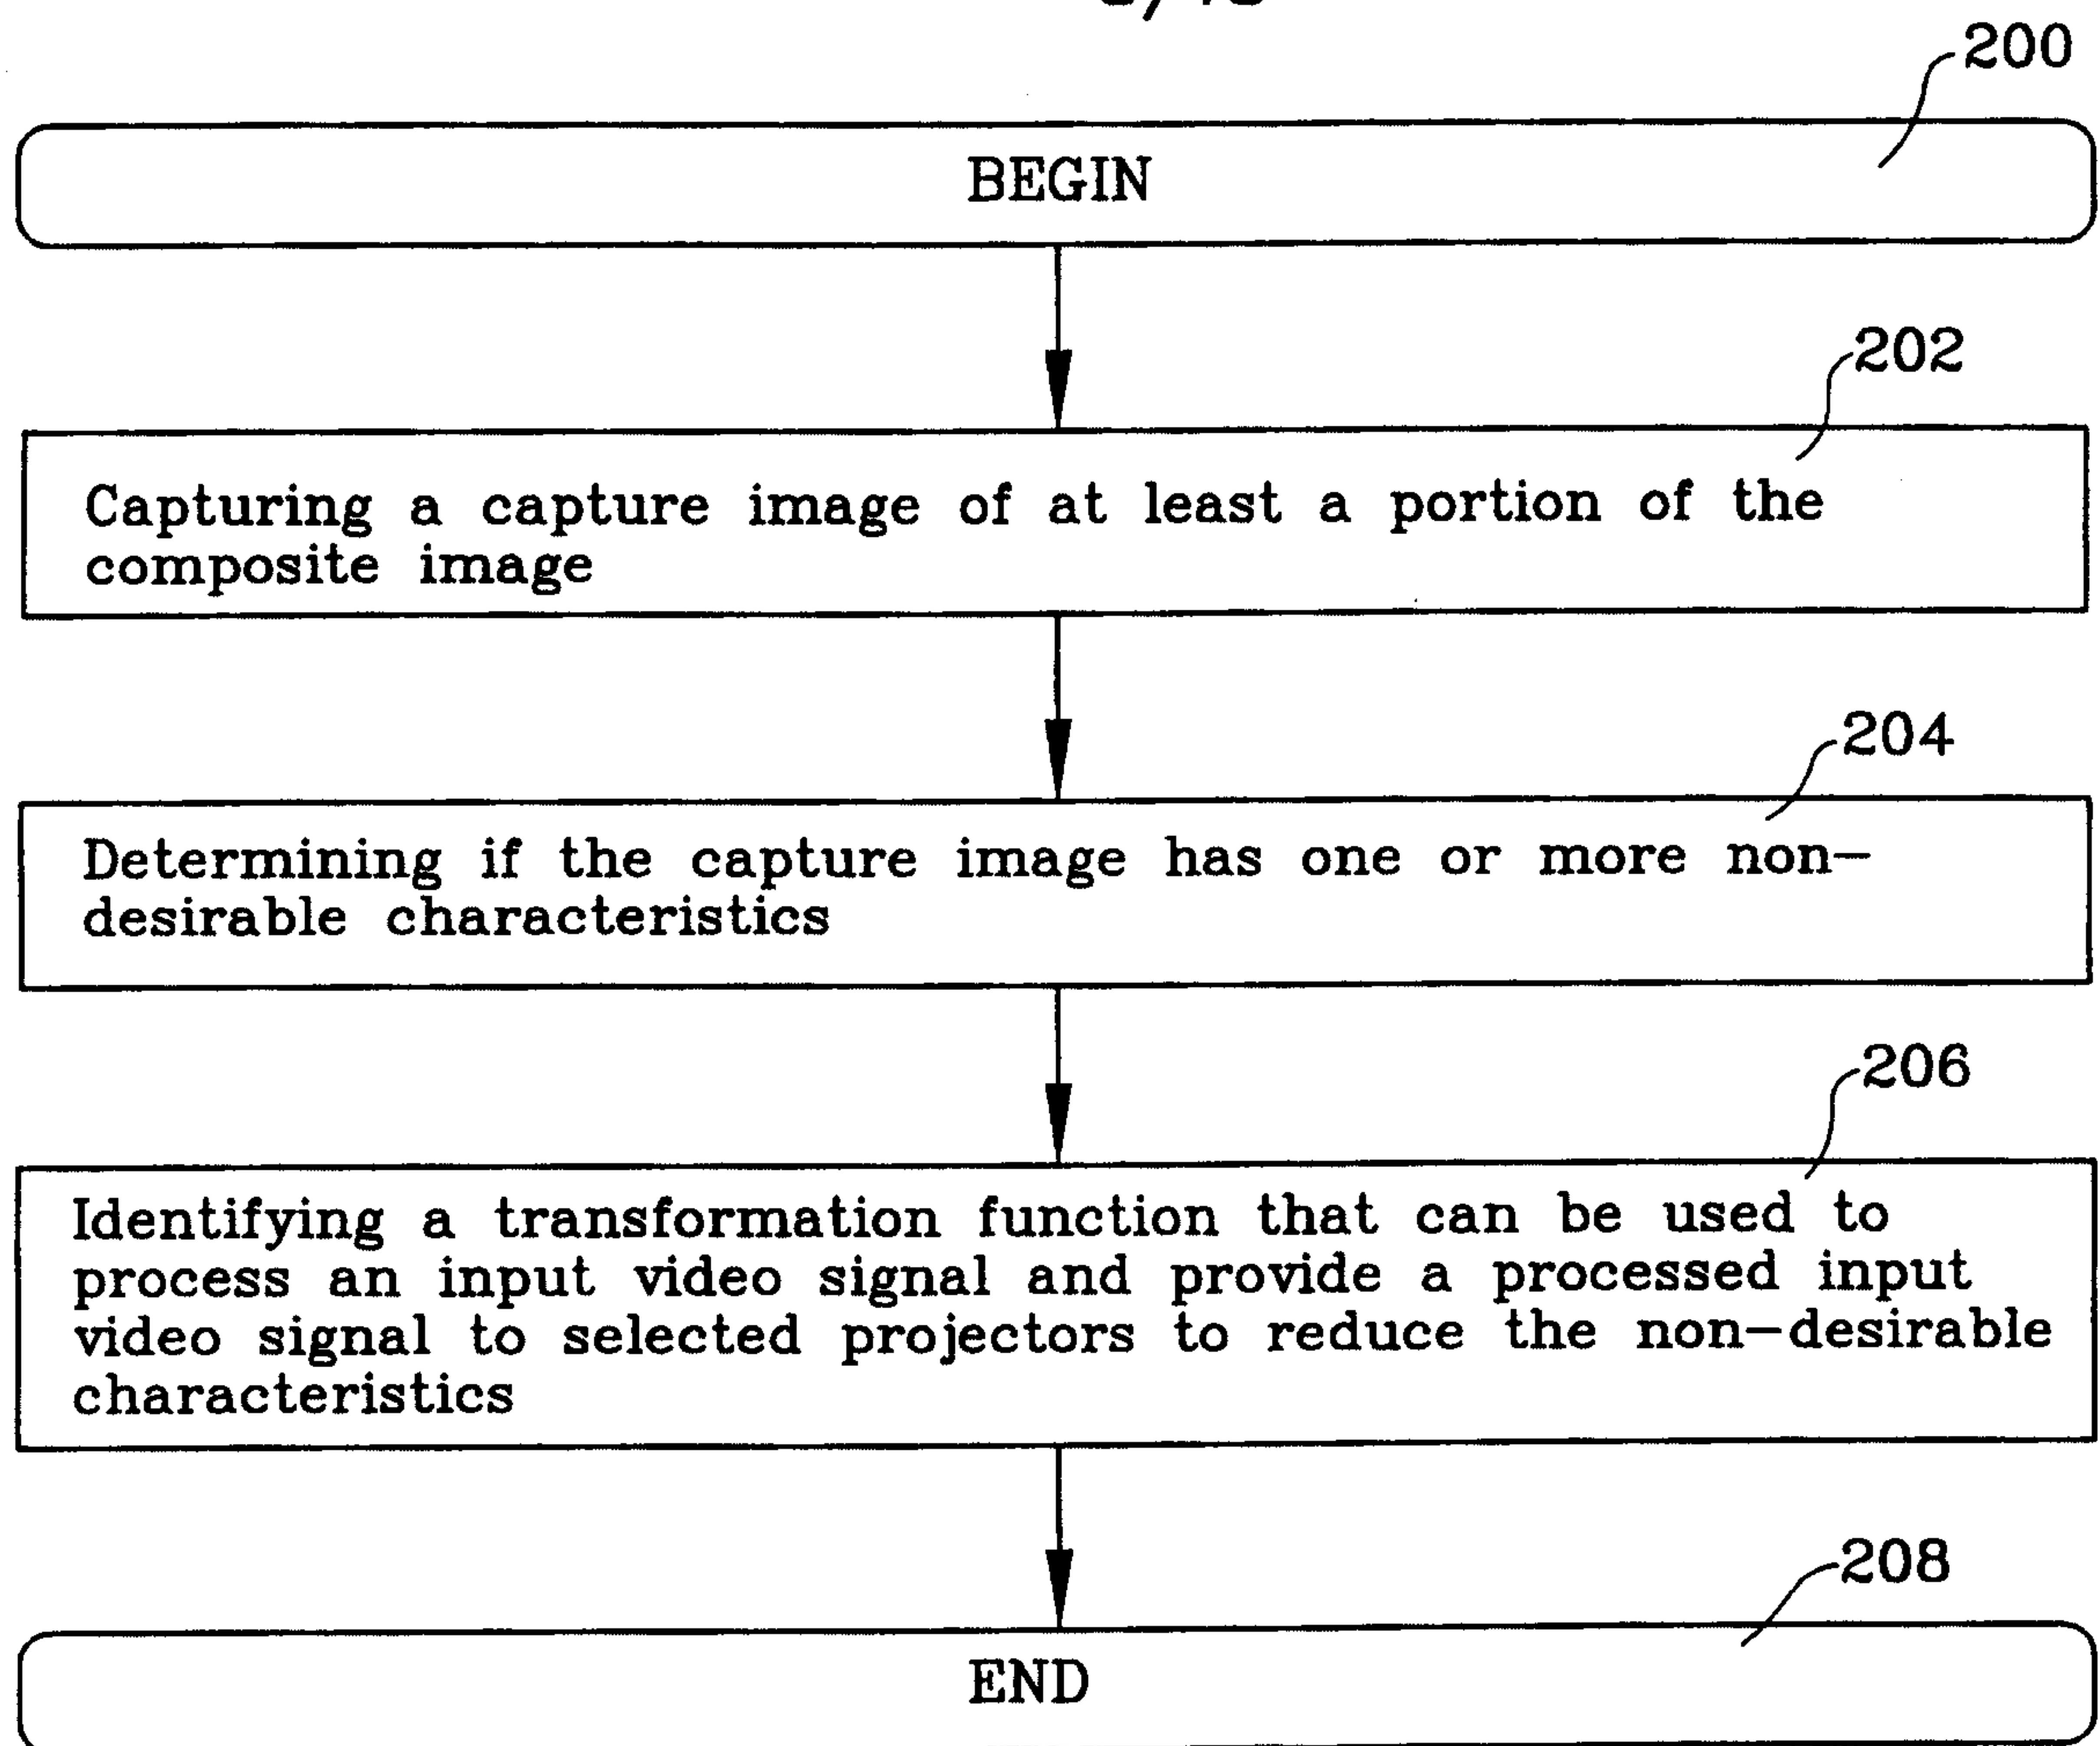 200
BEGIN
202
Capturing a capture image of at least a portion of the
composite image
204
Determining if the capture image has one or more non-
desirable characteristics
206
Identifying a transformation function that can be used to
process an input video signal and provide a processed input
video signal to selected projectors to reduce the non-desirable
characteristics
208
END